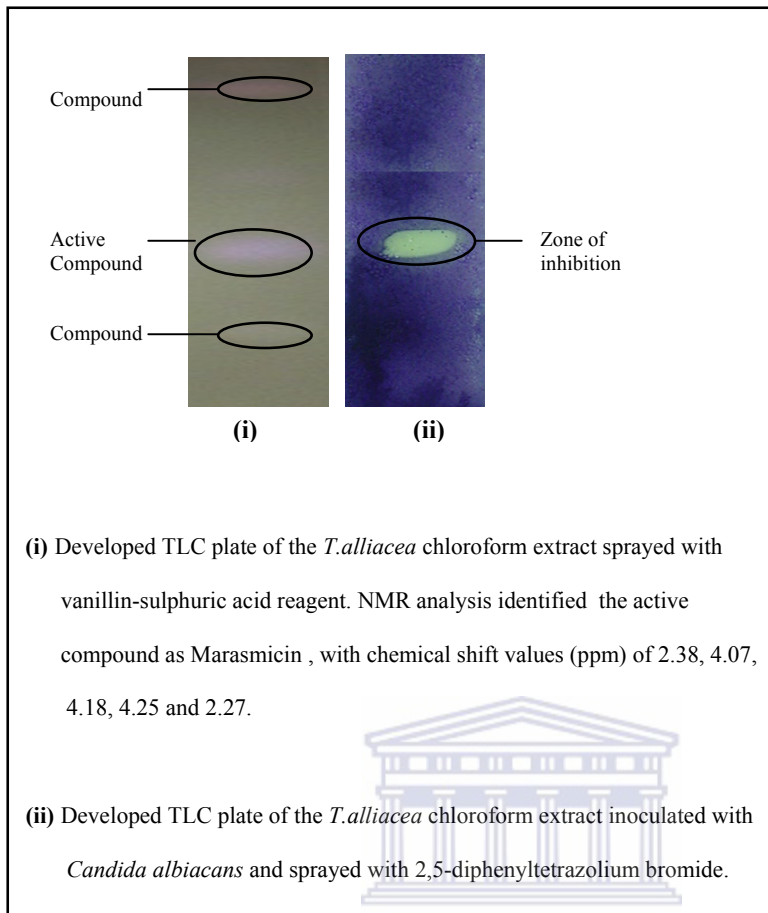 Compound
Active
Compound
Zone of
inhibition
Compound
(i)
(ii)
(i) Developed TLC plate of the T.alliacea chloroform extract sprayed with
vanillin-sulphuric acid reagent. NMR analysis identified the active
compound as Marasmicin , with chemical shift values (ppm) of 2.38, 4.07,
4.18, 4.25 and 2.27.
(ii) Developed TLC plate of the T.alliacea chloroform extract inoculated with
Candida albiacans and sprayed with 2,5-diphenyltetrazolium bromide.